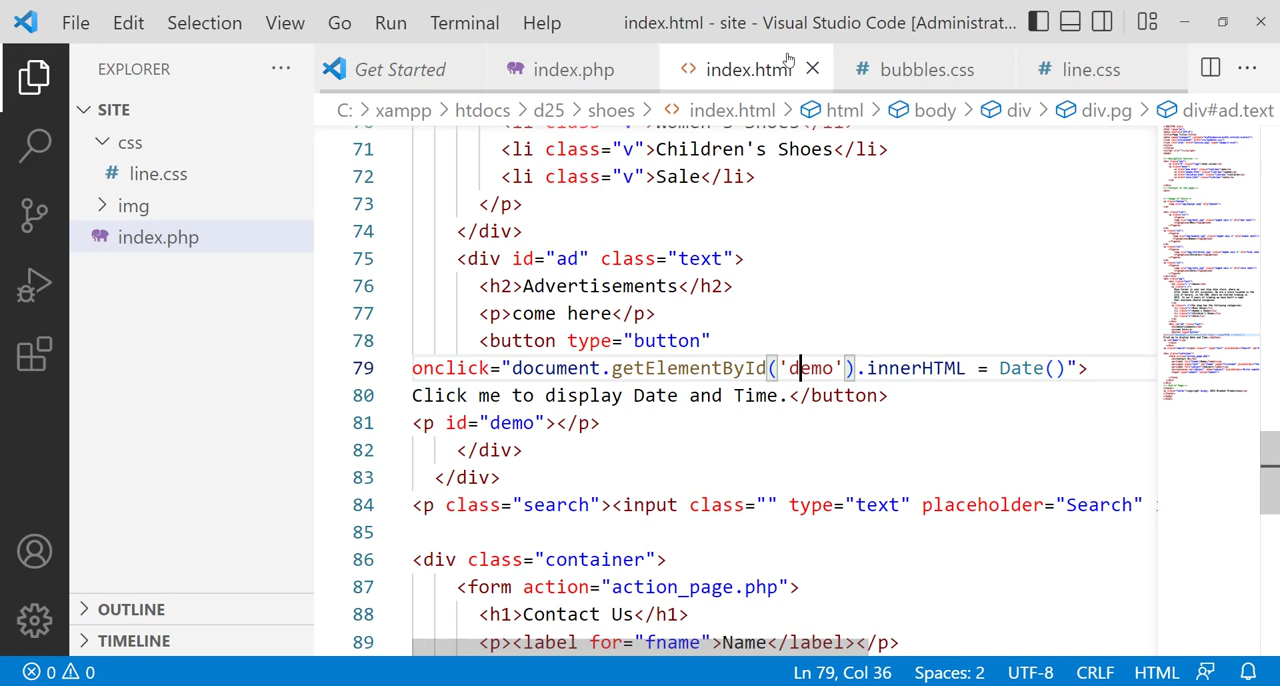 File Edit Selection View Go Run Terminal Help index.html - site - Visual Studio Code [Administrat...
EXPLORER ...
Get Started index.php index.html bubbles.css line.css ...
SITE
C: > xampp > htdocs > d25 > shoes > index.html > html > body > div > div.pg > div#ad.text
css
line.css
img
index.php
<li class="v">Women's Shoes</li>
71 <li class="v">Children's Shoes</li>
72 <li class="v">Sale</li>
73 </p>
74 </div>
75 <div id="ad" class="text">
76 <h2>Advertisements</h2>
77 <p>come here</p>
78 <button type="button"
79 onclick="document.getElementById('demo').innerHTML = Date()">
80 Click me to display Date and Time.</button>
81 <p id="demo"></p>
82 </div>
83 </div>
84 <p class="search"><input class="" type="text" placeholder="Search"
85
86 <div class="container">
87 <form action="action_page.php">
88 <h1>Contact Us</h1>
89 <p><label for="fname">Name</label></p>
OUTLINE
TIMELINE
0 0 Ln 79, Col 36 Spaces: 2 UTF-8 CRLF HTML